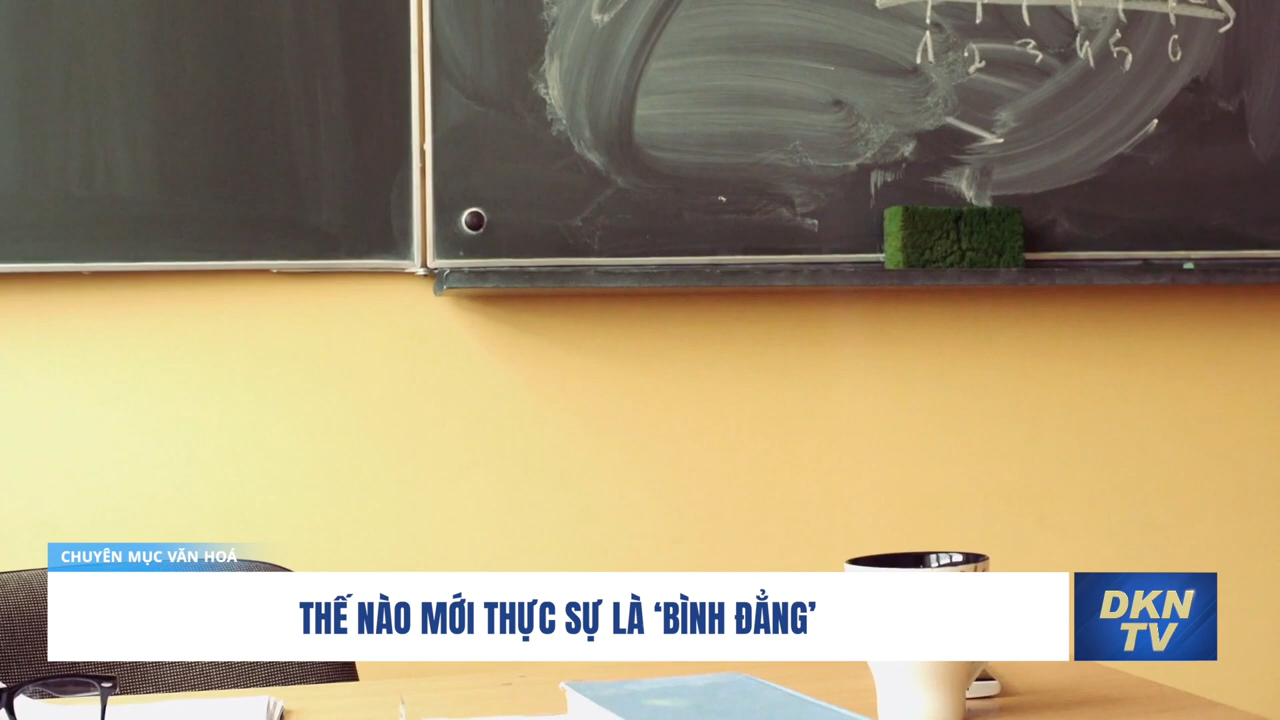 1 2 3 4 5 6
CHUYÊN MỤC VĂN HOÁ
THẾ NÀO MỚI THỰC SỰ LÀ ‘BÌNH ĐẲNG’
DKN
TV